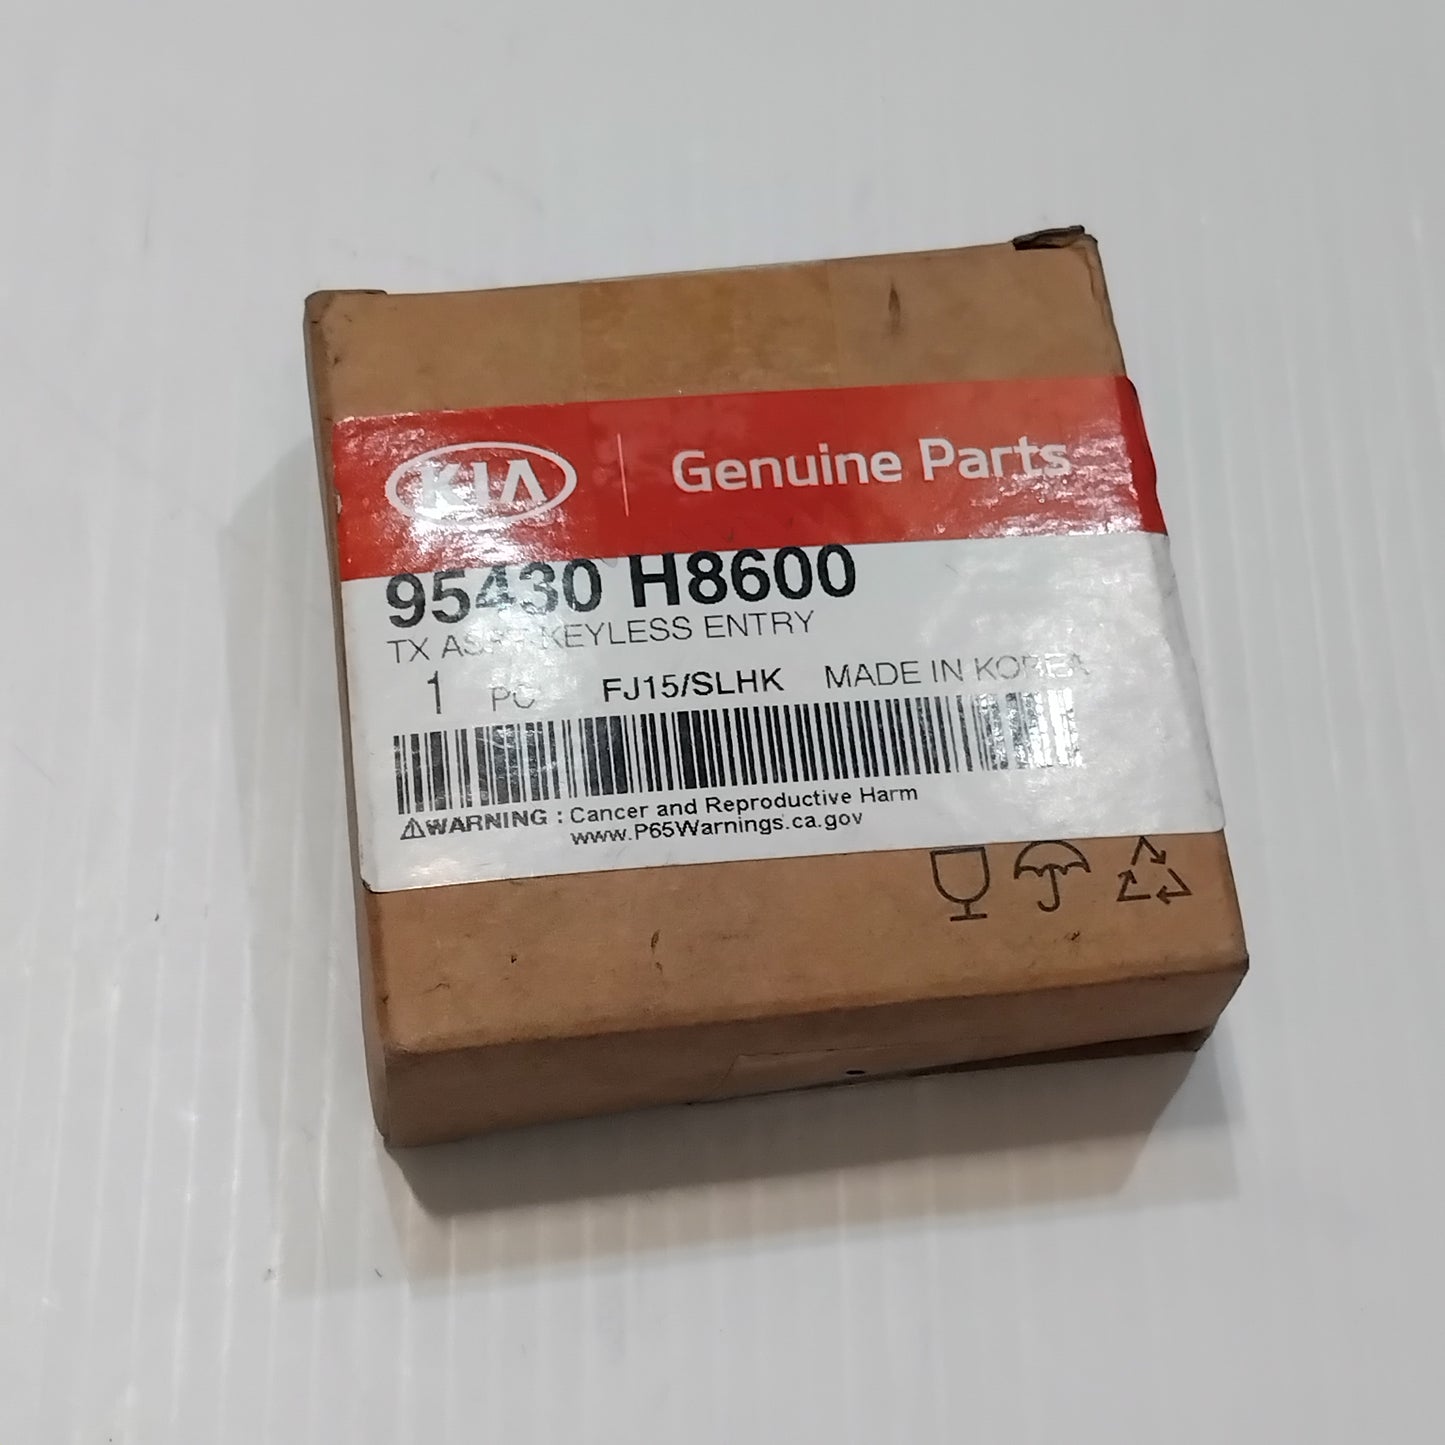 KIA Genuine Parts
95430 H8600
TX ASSY KEYLESS ENTRY
1 PC FJ15/SLHK MADE IN KOREA
WARNING : Cancer and Reproductive Harm
www.P65Warnings.ca.gov